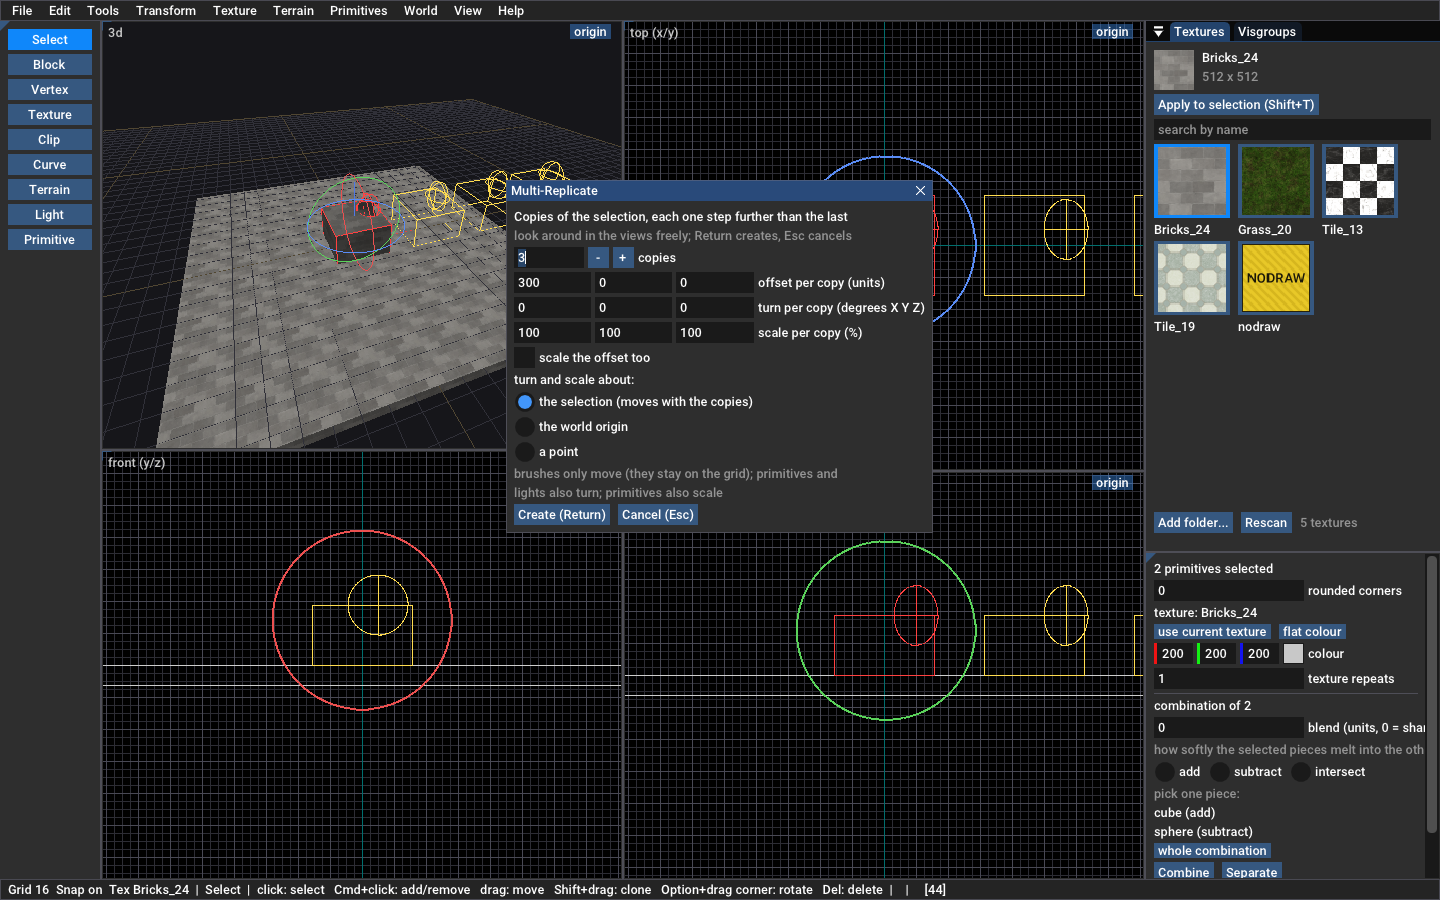 File Edit Tools Transform Texture Terrain Primitives World View Help
Select
Block
Vertex
Texture
Clip
Curve
Terrain
Light
Primitive
3d
origin
top (x/y)
origin
front (y/z)
origin
Multi-Replicate
Copies of the selection, each one step further than the last
look around in the views freely; Return creates, Esc cancels
3 - + copies
300 0 0 offset per copy (units)
0 0 0 turn per copy (degrees X Y Z)
100 100 100 scale per copy (%)
scale the offset too
turn and scale about:
the selection (moves with the copies)
the world origin
a point
brushes only move (they stay on the grid); primitives and
lights also turn; primitives also scale
Create (Return) Cancel (Esc)
Textures Visgroups
Bricks_24
512 x 512
Apply to selection (Shift+T)
search by name
Bricks_24 Grass_20 Tile_13
NODRAW
Tile_19 nodraw
Add folder... Rescan 5 textures
2 primitives selected
0 rounded corners
texture: Bricks_24
use current texture flat colour
200 200 200 colour
1 texture repeats
combination of 2
0 blend (units, 0 = shar
how softly the selected pieces melt into the oth
add subtract intersect
pick one piece:
cube (add)
sphere (subtract)
whole combination
Combine Separate
Grid 16 Snap on Tex Bricks_24 | Select | click: select Cmd+click: add/remove drag: move Shift+drag: clone Option+drag corner: rotate Del: delete | | [44]